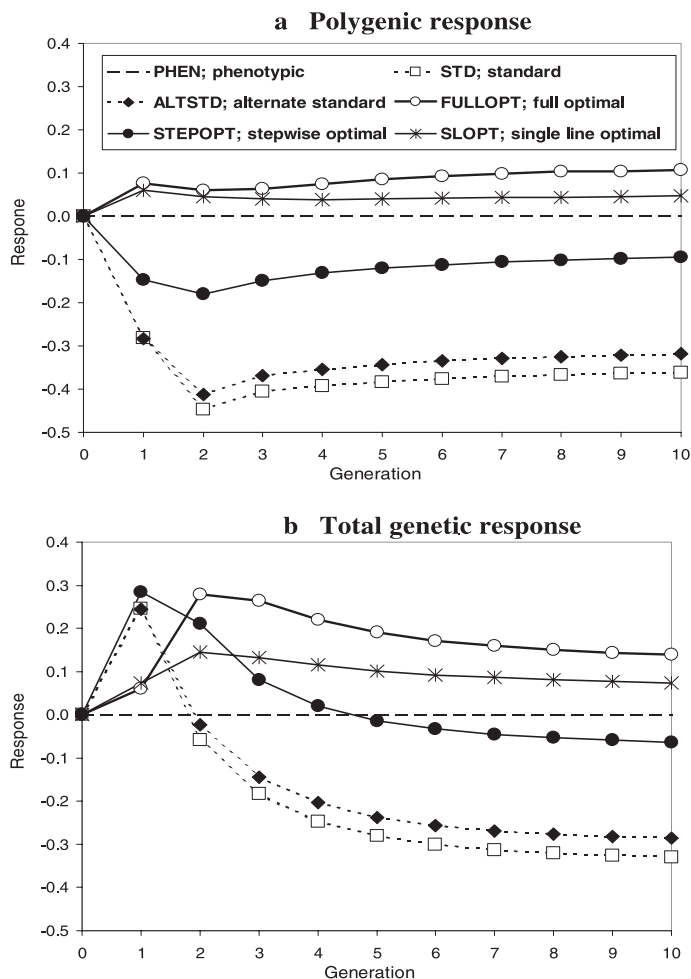 a Polygenic response
0.4
0.3
0.2
0.1
0.0
-0.1
-0.2
-0.3
-0.4
-0.5
Respone
PHEN; phenotypic
STD; standard
ALTSTD; alternate standard
FULLOPT; full optimal
STEPOPT; stepwise optimal
SLOPT; single line optimal
0 1 2 3 4 5 6 7 8 9 10
Generation
b Total genetic response
0.4
0.3
0.2
0.1
0.0
-0.1
-0.2
-0.3
-0.4
-0.5
Response
0 1 2 3 4 5 6 7 8 9 10
Generation